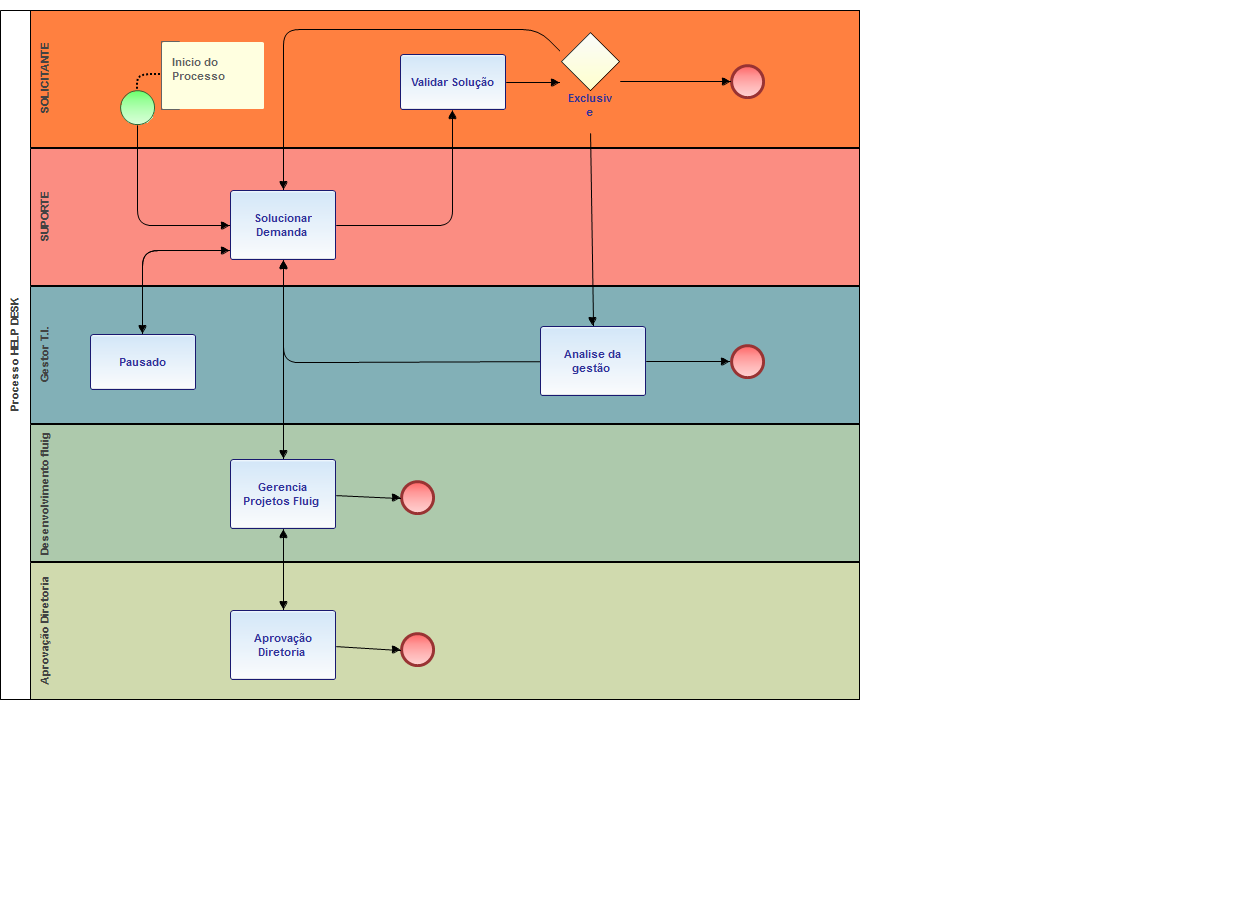 Processo HELP DESK
SOLICITANTE
Inicio do
Processo
Validar Solução
Exclusiv
e
SUPORTE
Solucionar
Demanda
Gestor T.I.
Pausado
Analise da
gestão
Desenvolvimento fluig
Gerencia
Projetos Fluig
Aprovação Diretoria
Aprovação
Diretoria